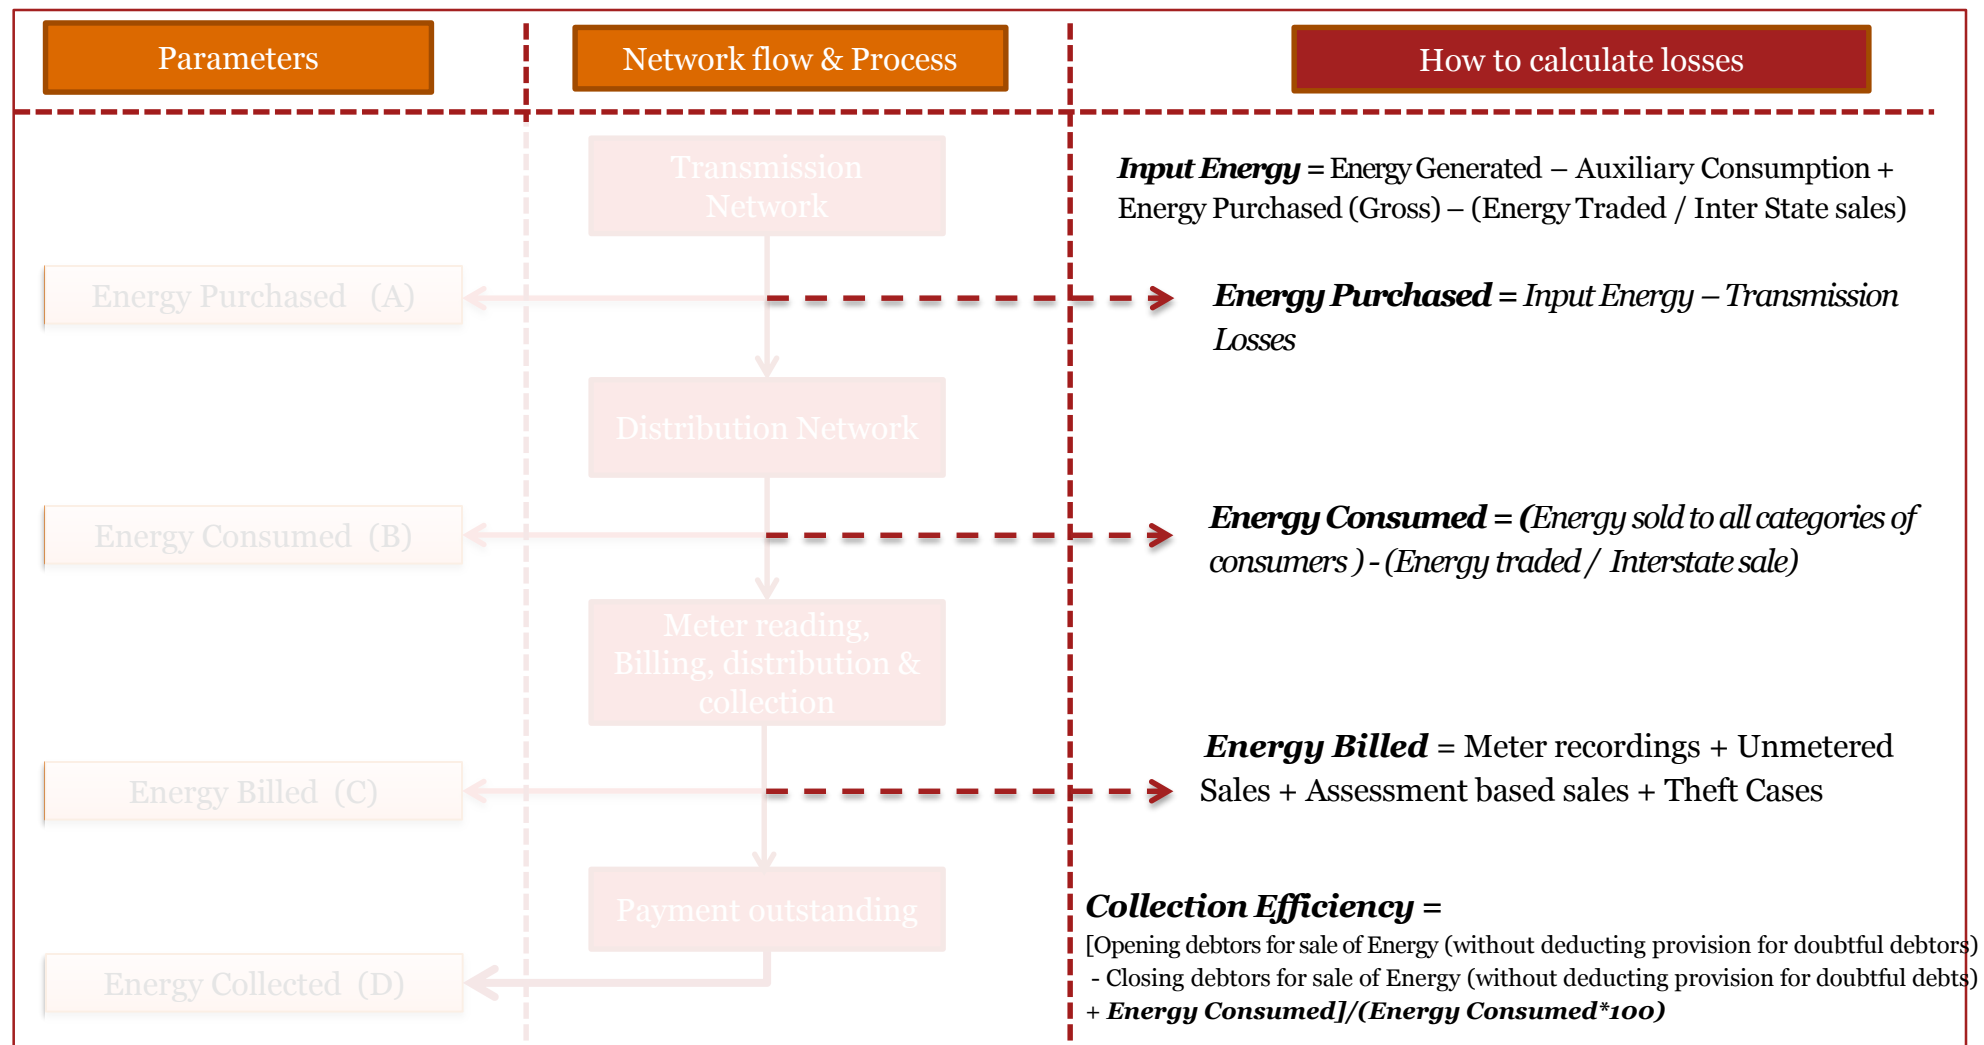 Parameters
Network flow & Process
How to calculate losses
Transmission
Network
Input Energy = Energy Generated – Auxiliary Consumption +
Energy Purchased (Gross) – (Energy Traded / Inter State sales)
Energy Purchased (A)
Energy Purchased = Input Energy – Transmission
Losses
Distribution Network
Energy Consumed (B)
Energy Consumed = (Energy sold to all categories of
consumers ) - (Energy traded / Interstate sale)
Meter reading,
Billing, distribution &
collection
Energy Billed (C)
Energy Billed = Meter recordings + Unmetered
Sales + Assessment based sales + Theft Cases
Payment outstanding
Energy Collected (D)
Collection Efficiency =
[Opening debtors for sale of Energy (without deducting provision for doubtful debtors)
- Closing debtors for sale of Energy (without deducting provision for doubtful debts)
+ Energy Consumed]/(Energy Consumed*100)